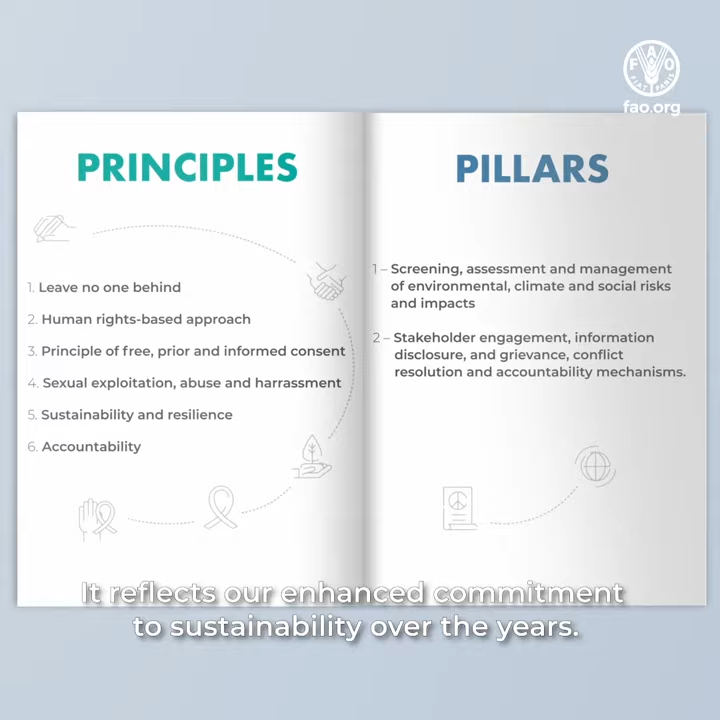 F A O
FIAT PANIS
fao.org
PRINCIPLES
1. Leave no one behind
2. Human rights-based approach
3. Principle of free, prior and informed consent
4. Sexual exploitation, abuse and harrassment
5. Sustainability and resilience
6. Accountability
PILLARS
1 – Screening, assessment and management
of environmental, climate and social risks
and impacts
2 – Stakeholder engagement, information
disclosure, and grievance, conflict
resolution and accountability mechanisms.
It reflects our enhanced commitment
to sustainability over the years.